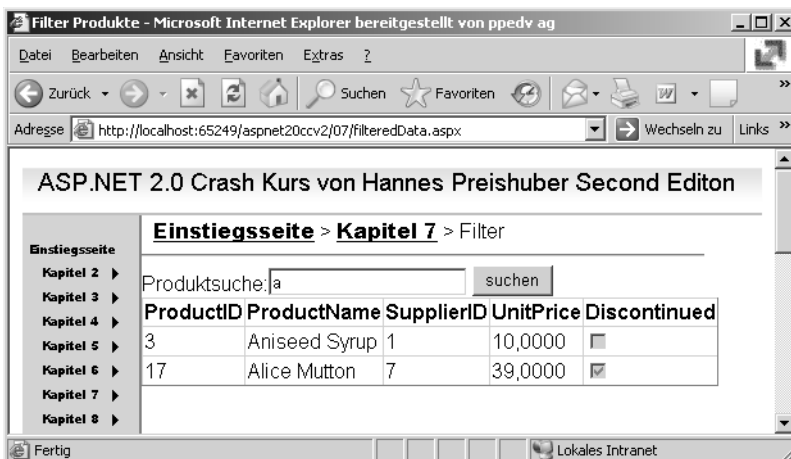 Filter Produkte - Microsoft Internet Explorer bereitgestellt von ppedv ag
Datei Bearbeiten Ansicht Favoriten Extras ?
Zurück Suchen Favoriten W »
Adresse http://localhost:65249/aspnet20ccv2/07/filteredData.aspx Wechseln zu Links »
ASP.NET 2.0 Crash Kurs von Hannes Preishuber Second Editon
Einstiegsseite > Kapitel 7 > Filter
Einstiegsseite
Kapitel 2
Kapitel 3
Kapitel 4
Kapitel 5
Kapitel 6
Kapitel 7
Kapitel 8
Produktsuche: a suchen
ProductID ProductName SupplierID UnitPrice Discontinued
3 Aniseed Syrup 1 10,0000
17 Alice Mutton 7 39,0000
Fertig Lokales Intranet